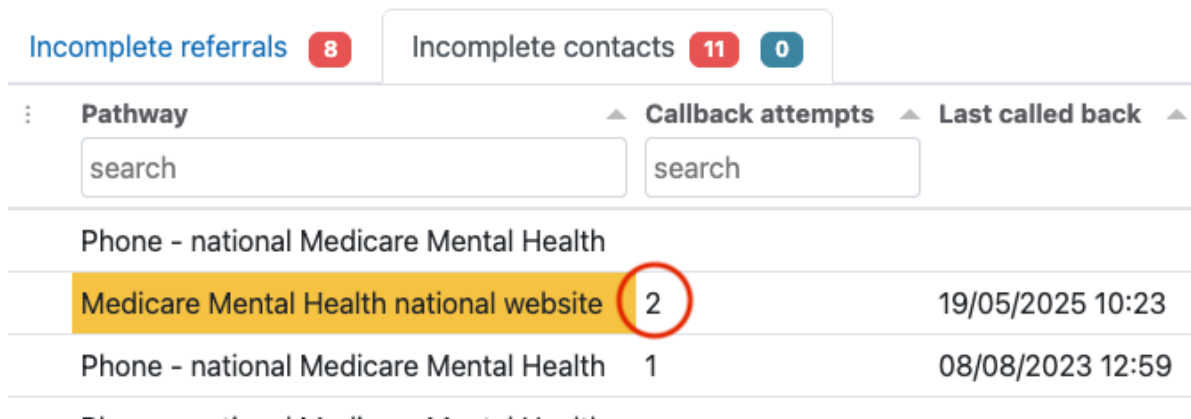 Incomplete referrals 8 Incomplete contacts 11 0
Pathway Callback attempts Last called back
search search
Phone - national Medicare Mental Health
Medicare Mental Health national website 2 19/05/2025 10:23
Phone - national Medicare Mental Health 1 08/08/2023 12:59